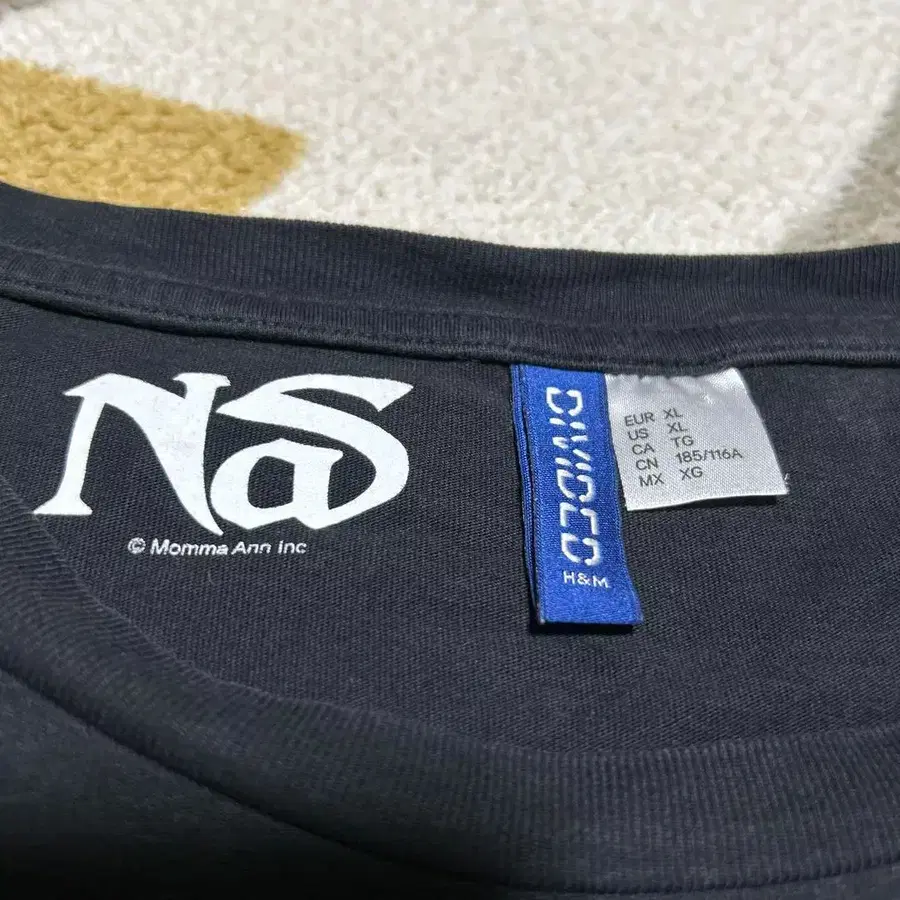 NaS
© Momma Ann Inc
DIVIDED
H&M
EUR XL
US XL
CA TG
CN 185/116A
MX XG